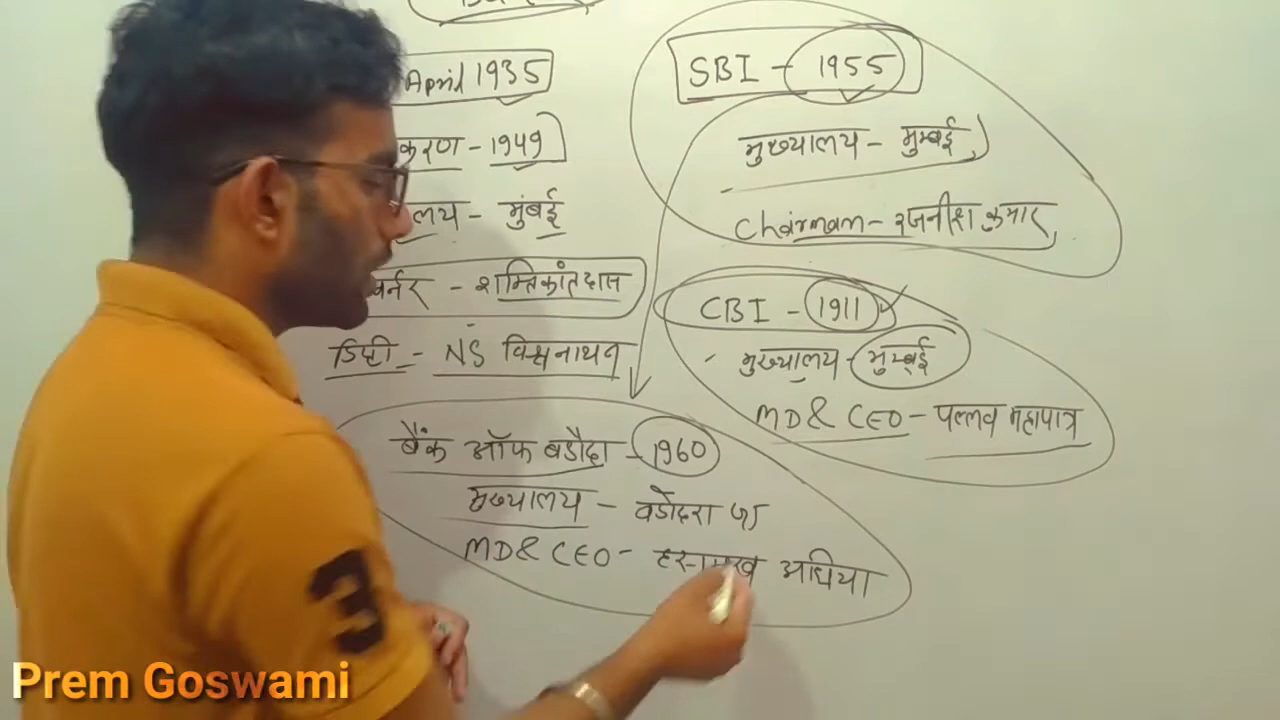 April 1935
करण - 1949
लय - मुंबई
वर्नर - शक्तिकांत दास
डिप्टी - NS विश्वनाथन
बैंक ऑफ बडौदा - 1960
मुख्यालय - वडोदरा
MD & CEO - हसमुख अधिया
SBI - 1955
मुख्यालय - मुम्बई
Chairman - रजनीश कुमार
CBI - 1911
मुख्यालय - मुम्बई
MD & CEO - पल्लव महापात्र
3
Prem Goswami